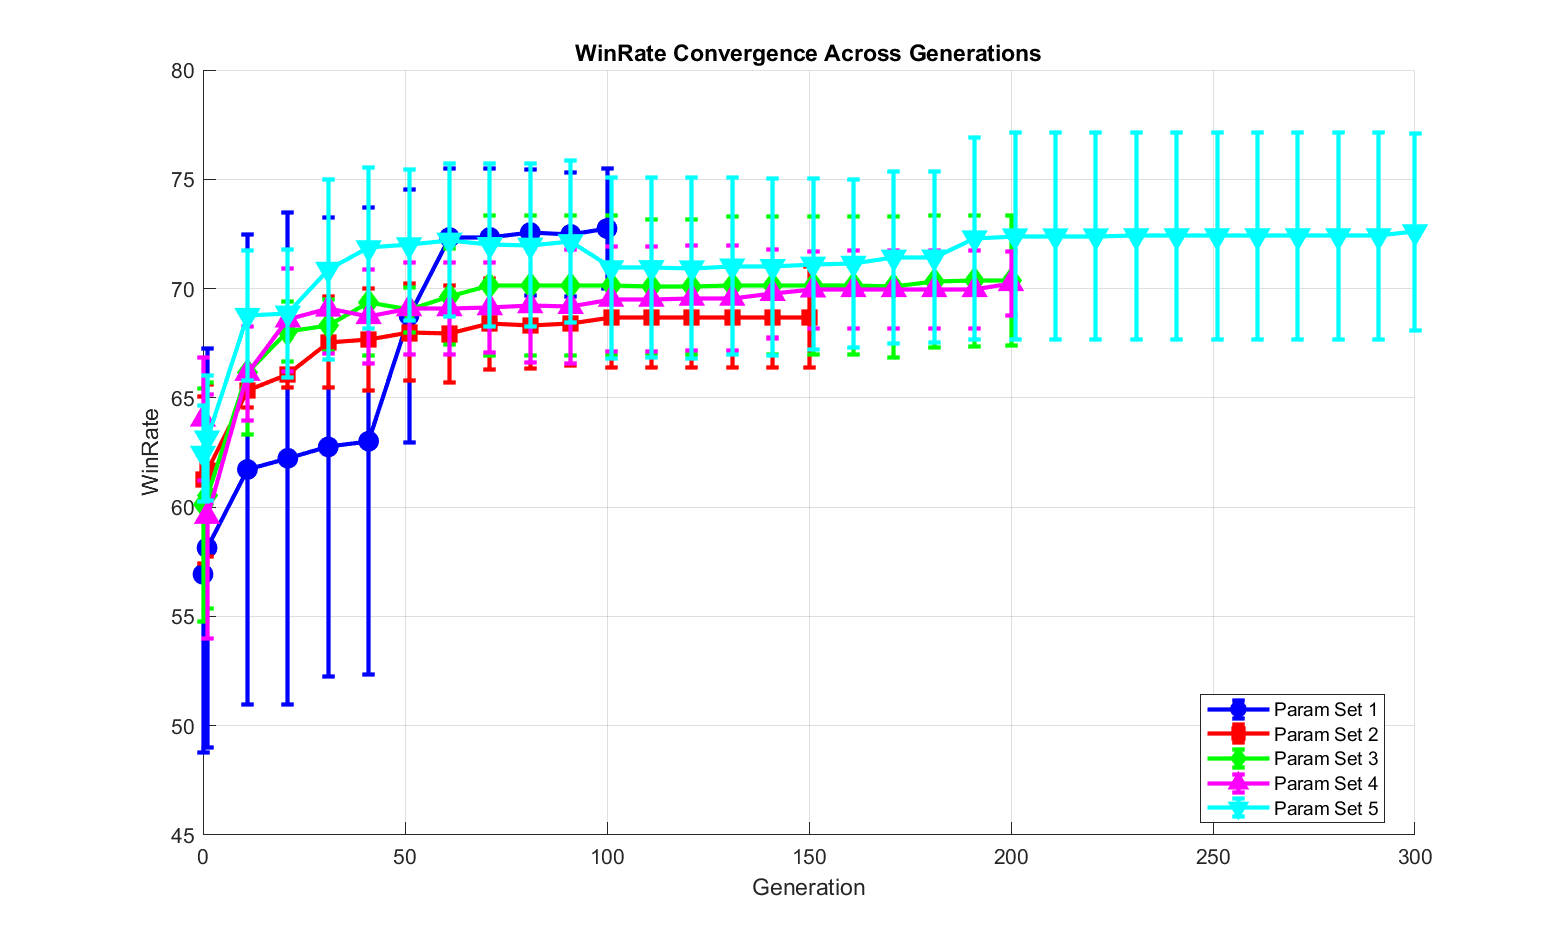 WinRate Convergence Across Generations
80
75
70
65
60
55
50
45
WinRate
0 50 100 150 200 250 300
Generation
Param Set 1
Param Set 2
Param Set 3
Param Set 4
Param Set 5